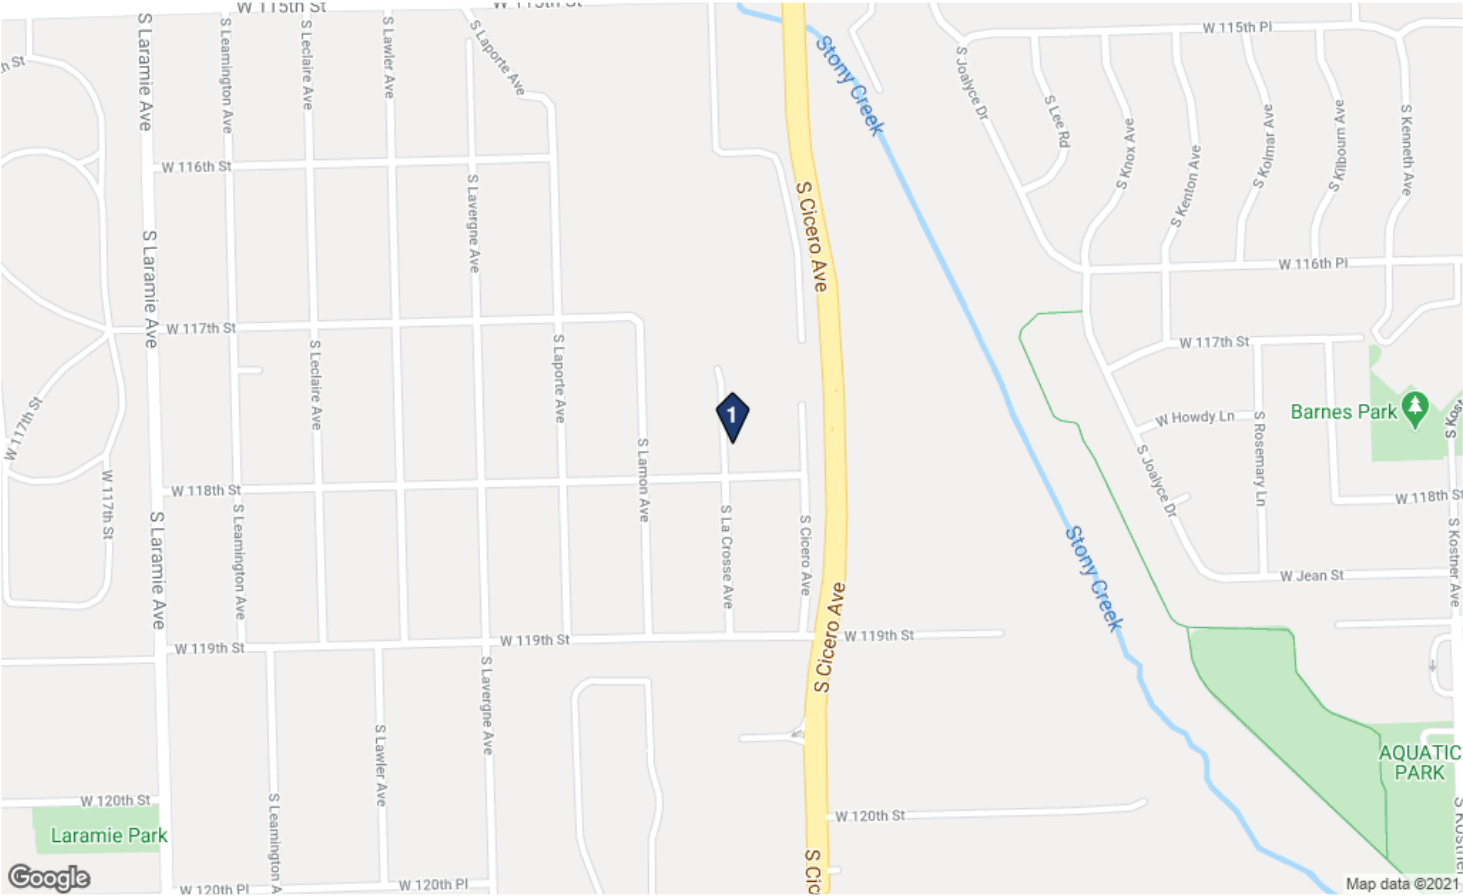 W 115th St
S Laramie Ave
S Leamington Ave
S Leclaire Ave
S Lawler Ave
S Laporte Ave
Stony Creek
S Joalyce Dr
W 115th Pl
S Lee Rd
S Knox Ave
S Kenton Ave
S Kolmar Ave
S Kilbourn Ave
S Kenneth Ave
W 116th St
S Lavergne Ave
S Cicero Ave
S Laramie Ave
W 116th Pl
W 117th St
S Leclaire Ave
S Laporte Ave
W 117th St
W 117th St
1
Barnes Park
W Howdy Ln
S Rosemary Ln
S Kost
S Lamon Ave
S Joalyce Dr
W 117th St
W 118th St
W 118th St
S Laramie Ave
S Leamington Ave
S La Crosse Ave
S Cicero Ave
Stony Creek
W Jean St
S Kostner Ave
S Cicero Ave
W 119th St
W 119th St
W 119th St
S Lavergne Ave
S Lawler Ave
AQUATIC
PARK
W 120th St
S Leamington A
W 120th St
Laramie Park
S Cic
S Kostner
Google
W 120th Pl
W 120th Pl
Map data ©2021